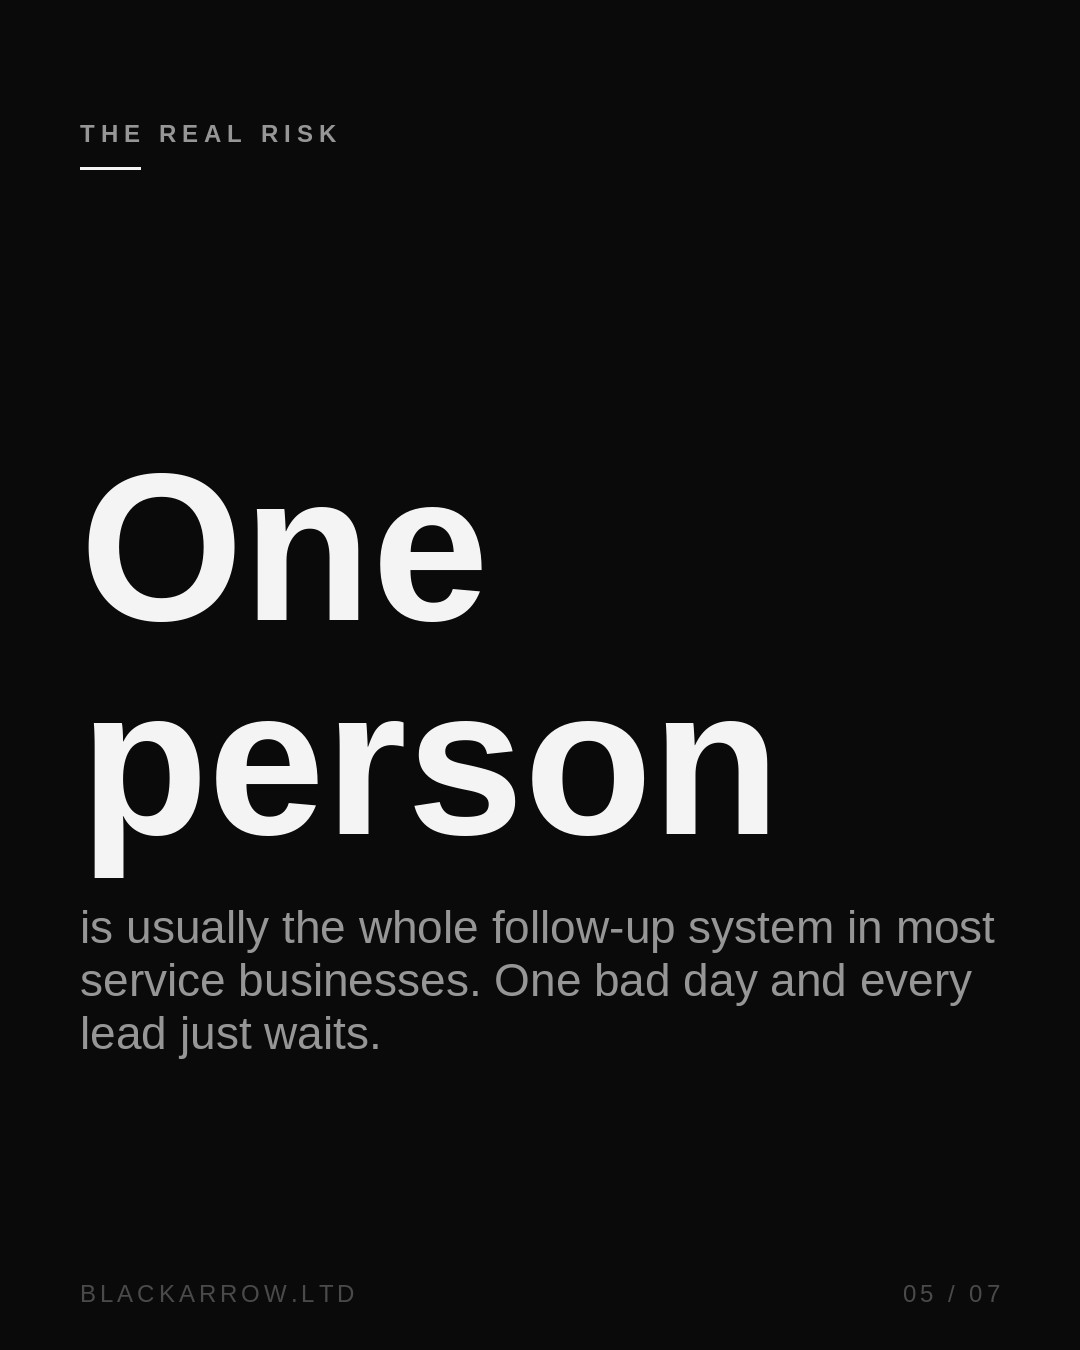 THE REAL RISK
One
person
is usually the whole follow-up system in most
service businesses. One bad day and every
lead just waits.
BLACKARROW.LTD
05 / 07